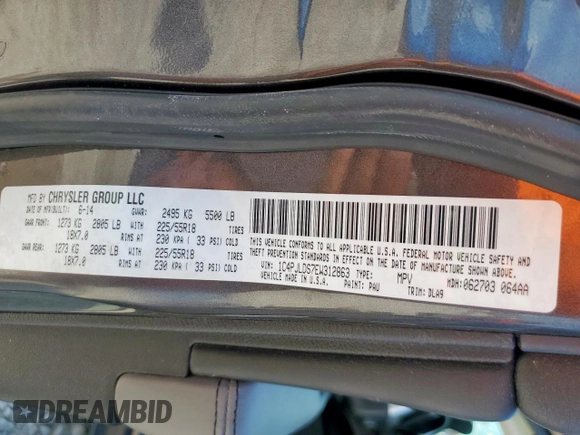 MFD BY CHRYSLER GROUP LLC
DATE OF MFR/BUILT: 6-14 GVWR: 2495 KG 5500 LB
GAWR FRONT: 1273 KG 2805 LB WITH 225/55R18 TIRES
18X7.0 RIMS AT 230 KPA ( 33 PSI) COLD
GAWR REAR: 1273 KG 2805 LB WITH 225/55R18 TIRES
18X7.0 RIMS AT 230 KPA ( 33 PSI) COLD
THIS VEHICLE CONFORMS TO ALL APPLICABLE U.S.A. FEDERAL MOTOR VEHICLE SAFETY AND
THEFT PREVENTION STANDARDS IN EFFECT ON THE DATE OF MANUFACTURE SHOWN ABOVE.
VIN: 1C4PJLDS7EW312863 TYPE: MPV MDH: 062703 064AA
VEHICLE MADE IN U.S.A. PAINT: PAU TRIM: DLA9
DREAMBID